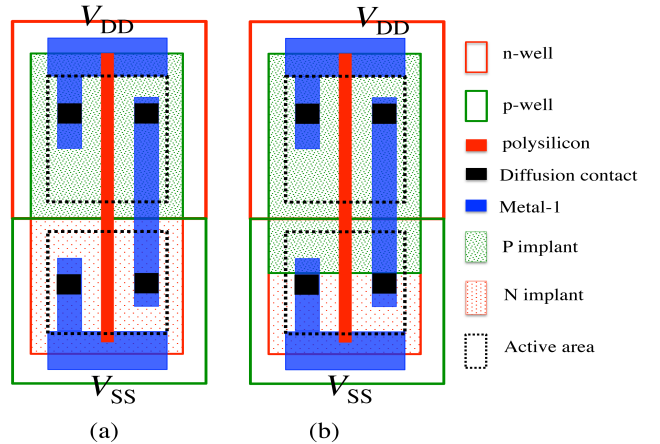 V_DD
V_DD
n-well
p-well
polysilicon
Diffusion contact
Metal-1
P implant
N implant
Active area
V_SS
V_SS
(a)
(b)